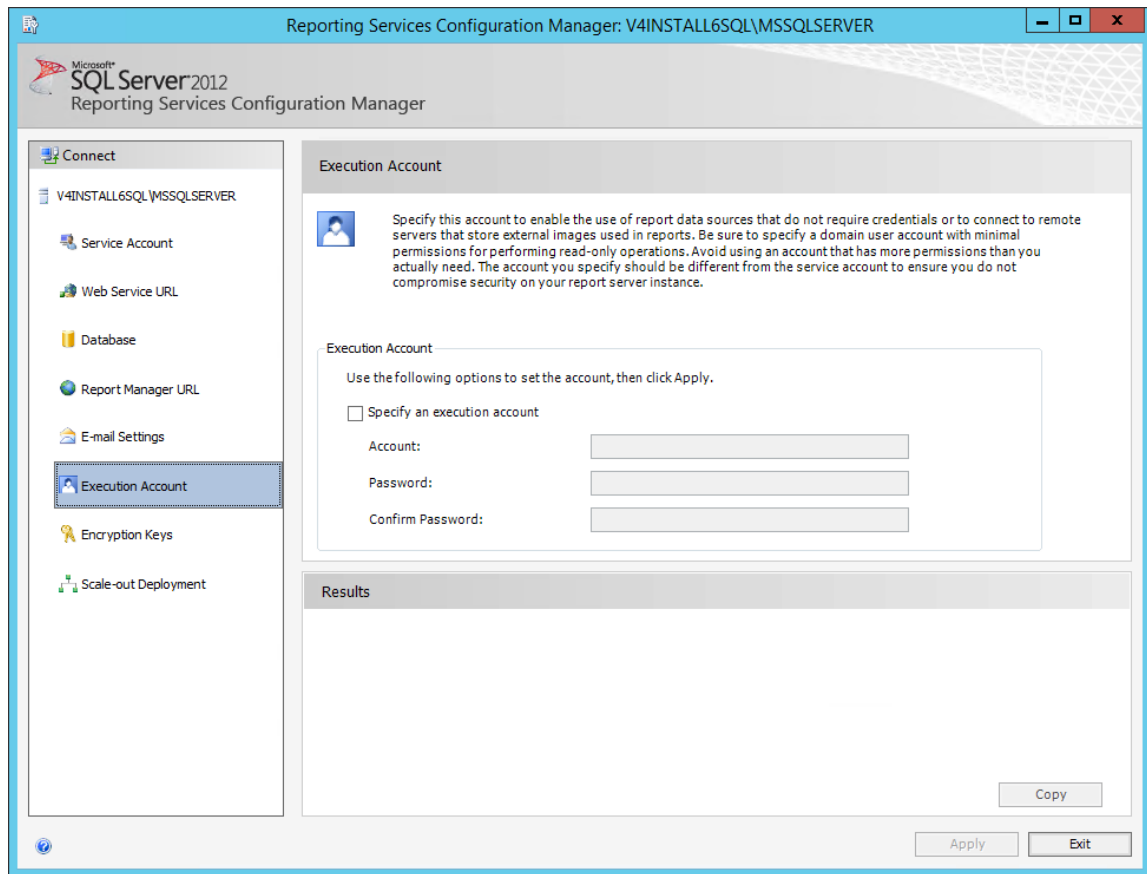 Reporting Services Configuration Manager: V4INSTALL6SQL\MSSQLSERVER
Microsoft®
SQL Server 2012
Reporting Services Configuration Manager
Connect
V4INSTALL6SQL\MSSQLSERVER
Service Account
Web Service URL
Database
Report Manager URL
E-mail Settings
Execution Account
Encryption Keys
Scale-out Deployment
Execution Account
Specify this account to enable the use of report data sources that do not require credentials or to connect to remote
servers that store external images used in reports. Be sure to specify a domain user account with minimal
permissions for performing read-only operations. Avoid using an account that has more permissions than you
actually need. The account you specify should be different from the service account to ensure you do not
compromise security on your report server instance.
Execution Account
Use the following options to set the account, then click Apply.
Specify an execution account
Account:
Password:
Confirm Password:
Results
Copy
Apply
Exit